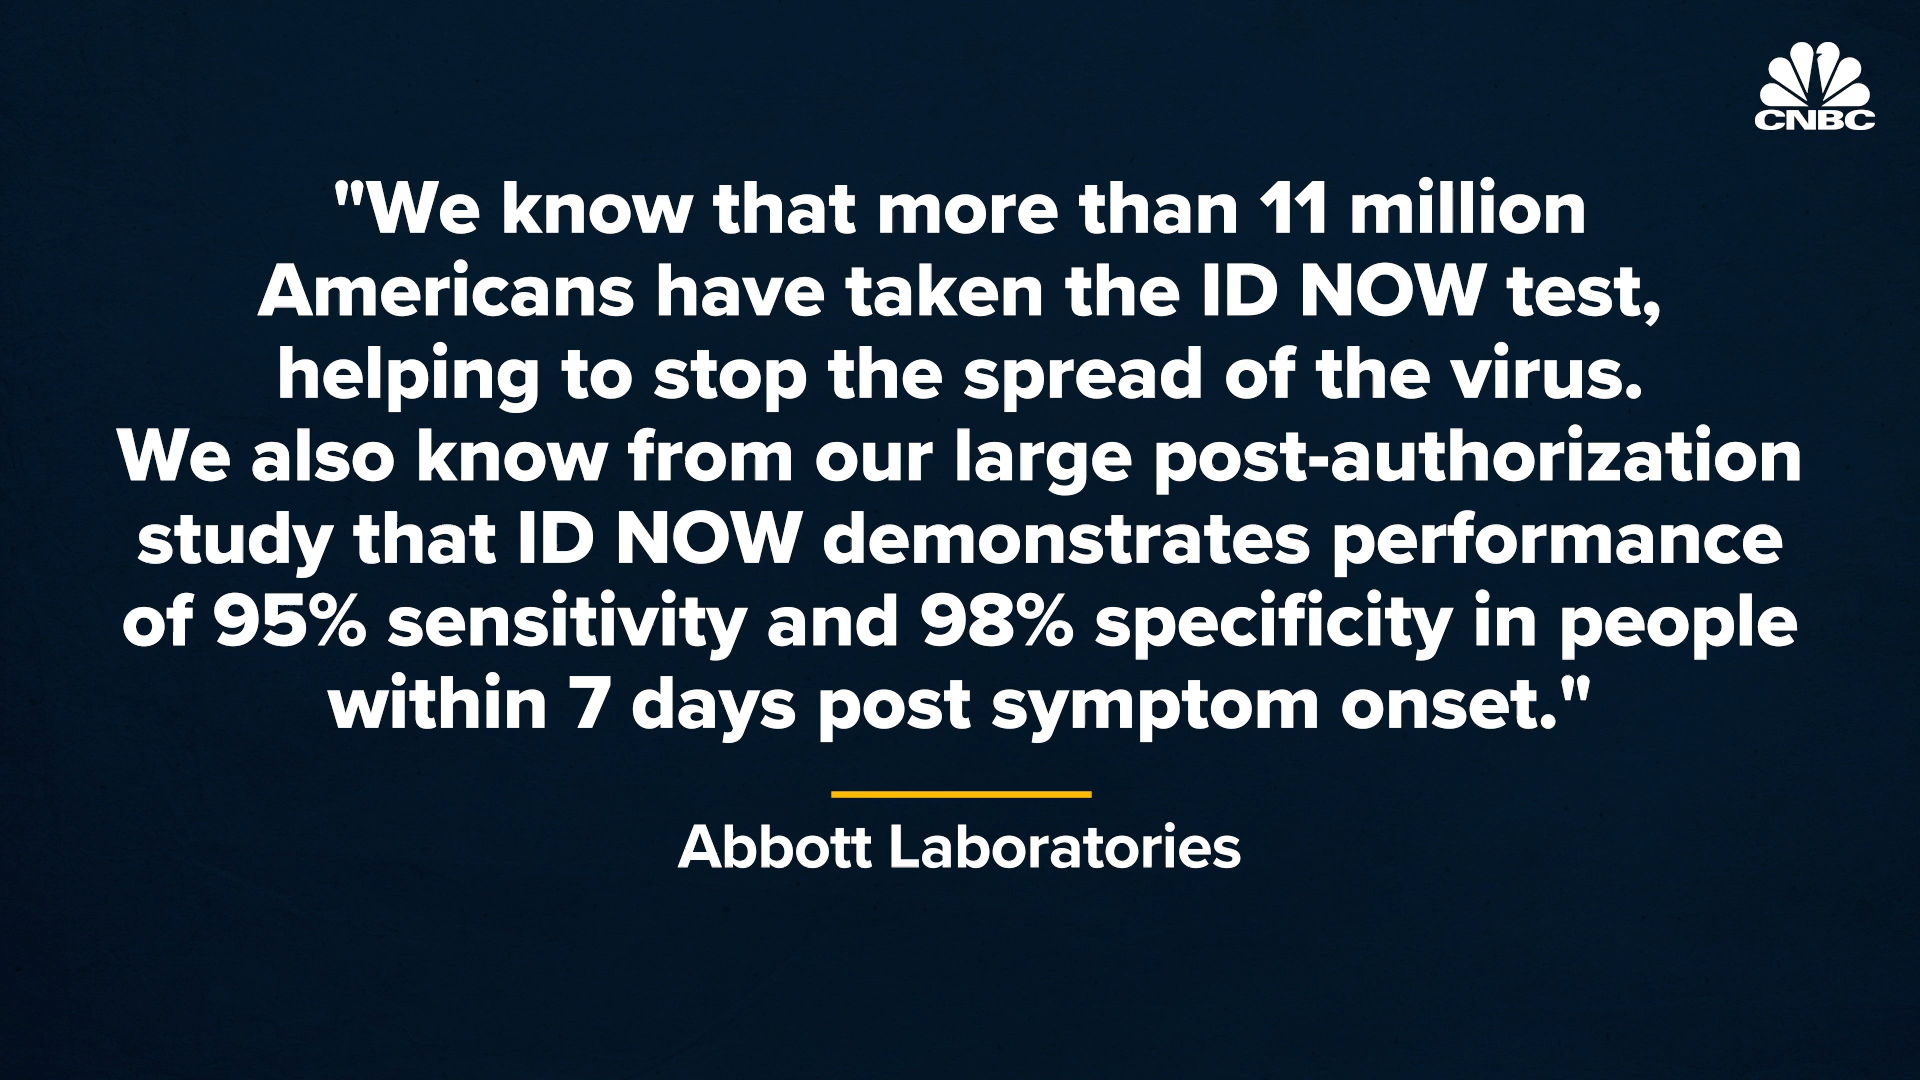 CNBC
"We know that more than 11 million
Americans have taken the ID NOW test,
helping to stop the spread of the virus.
We also know from our large post-authorization
study that ID NOW demonstrates performance
of 95% sensitivity and 98% specificity in people
within 7 days post symptom onset."
Abbott Laboratories